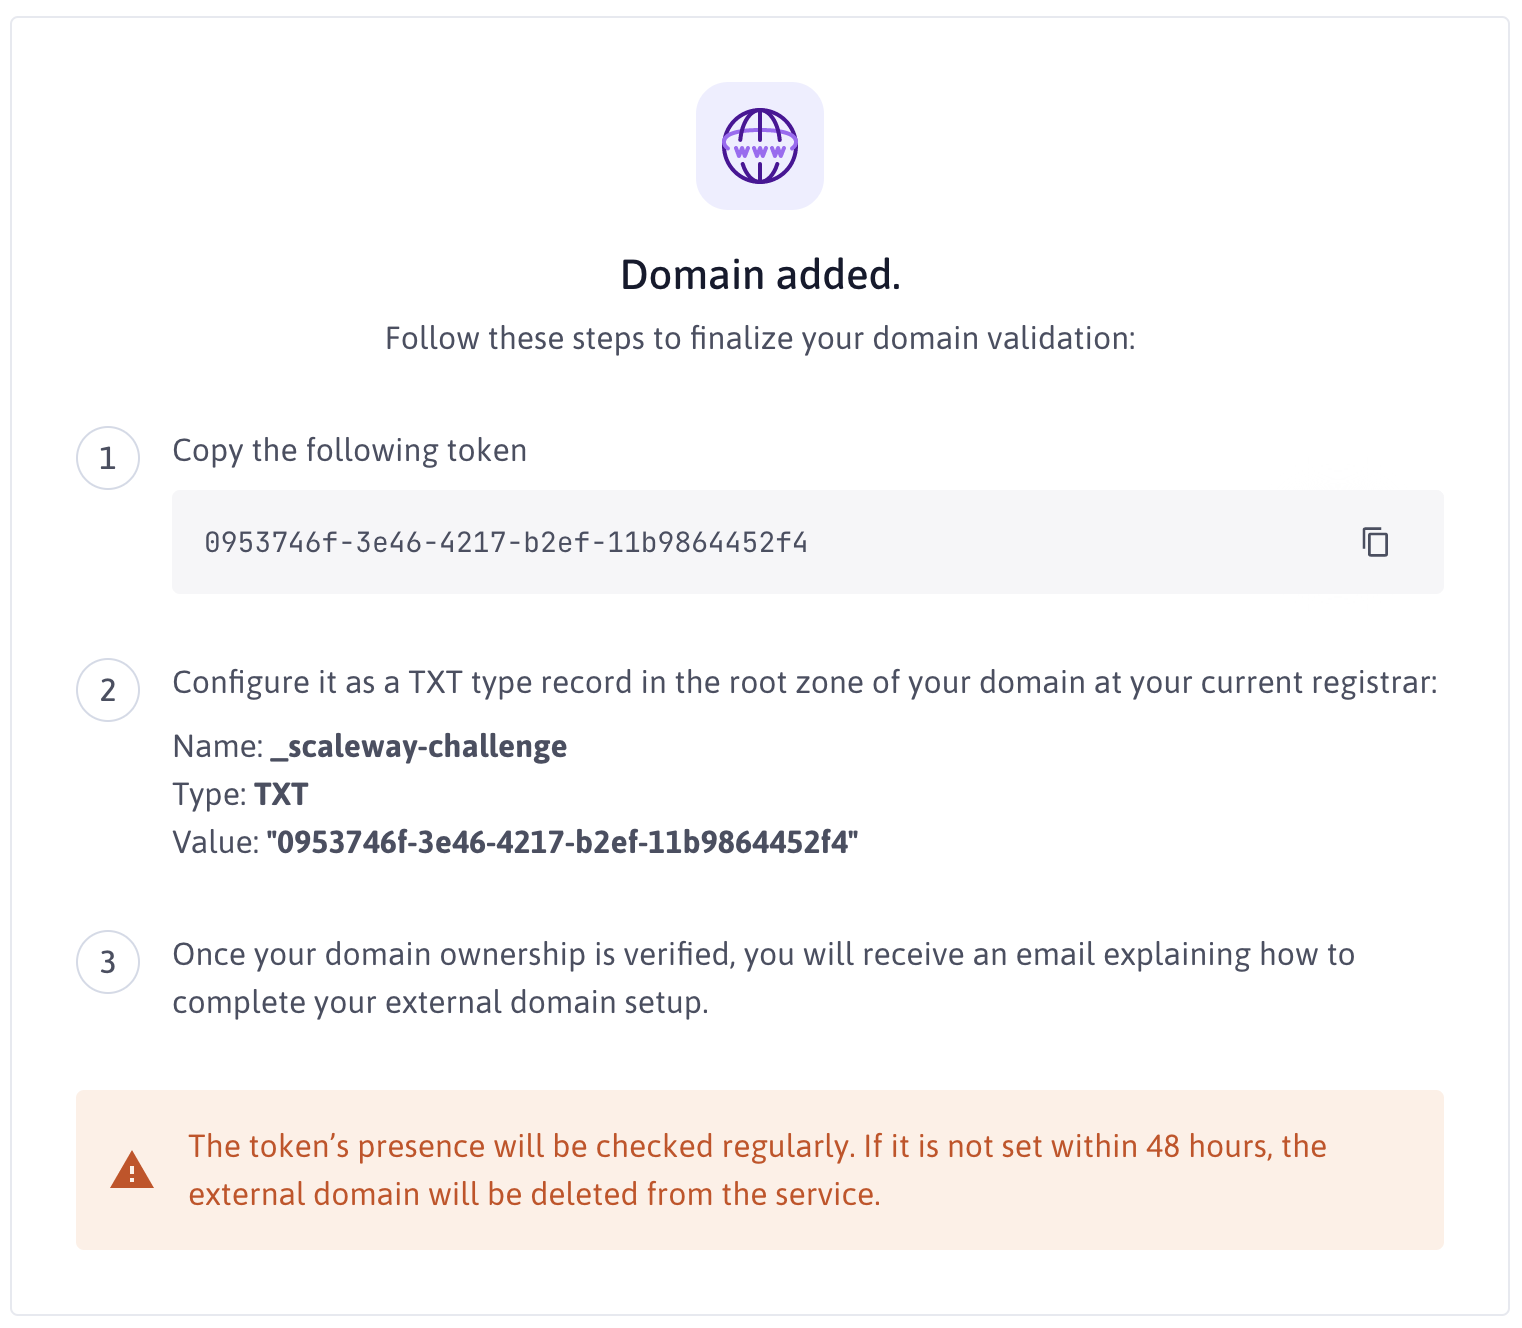 www
Domain added.
Follow these steps to finalize your domain validation:
1
Copy the following token
0953746f-3e46-4217-b2ef-11b9864452f4
2
Configure it as a TXT type record in the root zone of your domain at your current registrar:
Name: _scaleway-challenge
Type: TXT
Value: "0953746f-3e46-4217-b2ef-11b9864452f4"
3
Once your domain ownership is verified, you will receive an email explaining how to
complete your external domain setup.
The token’s presence will be checked regularly. If it is not set within 48 hours, the
external domain will be deleted from the service.